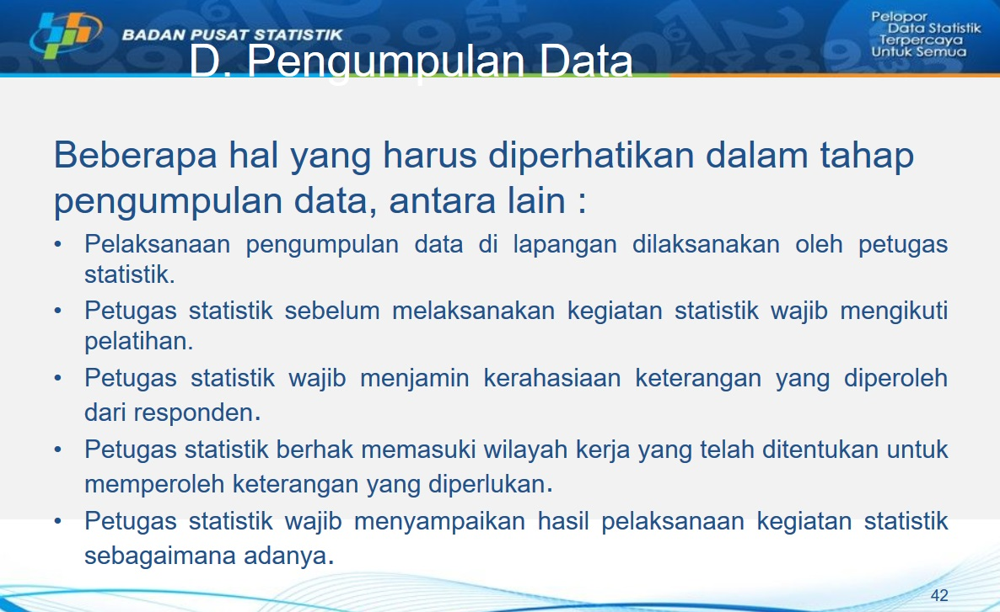 BADAN PUSAT STATISTIK
Pelopor
Data Statistik
Terpercaya
Untuk Semua
D. Pengumpulan Data
Beberapa hal yang harus diperhatikan dalam tahap
pengumpulan data, antara lain :
• Pelaksanaan pengumpulan data di lapangan dilaksanakan oleh petugas
statistik.
• Petugas statistik sebelum melaksanakan kegiatan statistik wajib mengikuti
pelatihan.
• Petugas statistik wajib menjamin kerahasiaan keterangan yang diperoleh
dari responden.
• Petugas statistik berhak memasuki wilayah kerja yang telah ditentukan untuk
memperoleh keterangan yang diperlukan.
• Petugas statistik wajib menyampaikan hasil pelaksanaan kegiatan statistik
sebagaimana adanya.
42